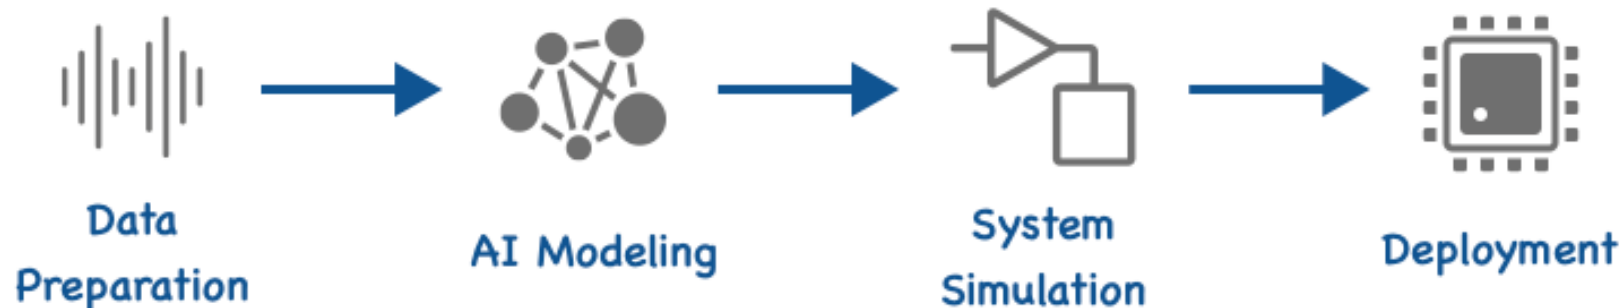 Data
Preparation
AI Modeling
System
Simulation
Deployment